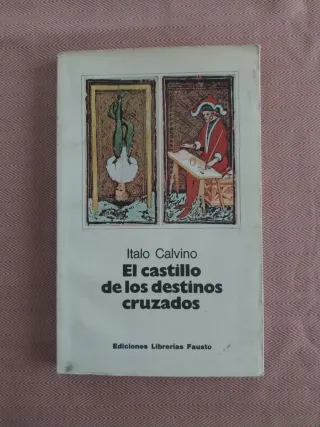 Italo Calvino
El castillo
de los destinos
cruzados
Ediciones Librerías Fausto